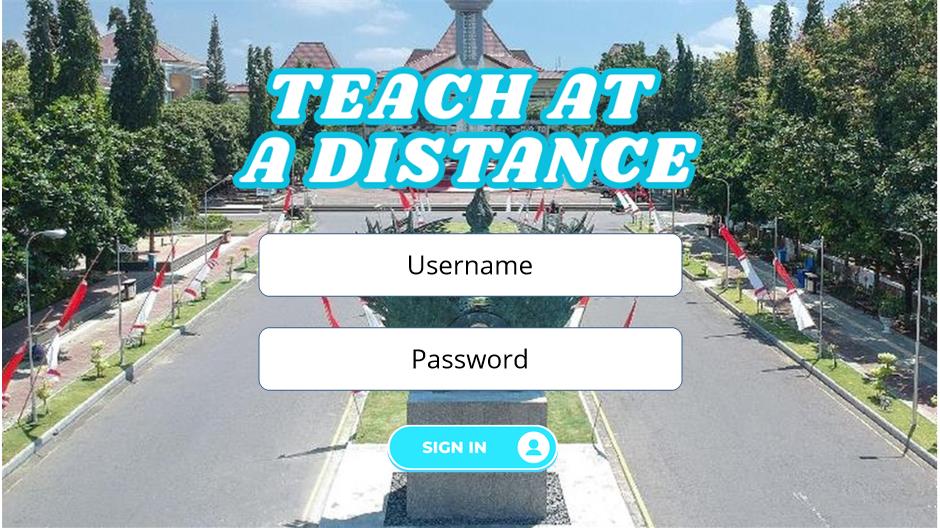 TEACH AT
A DISTANCE
Username
Password
SIGN IN